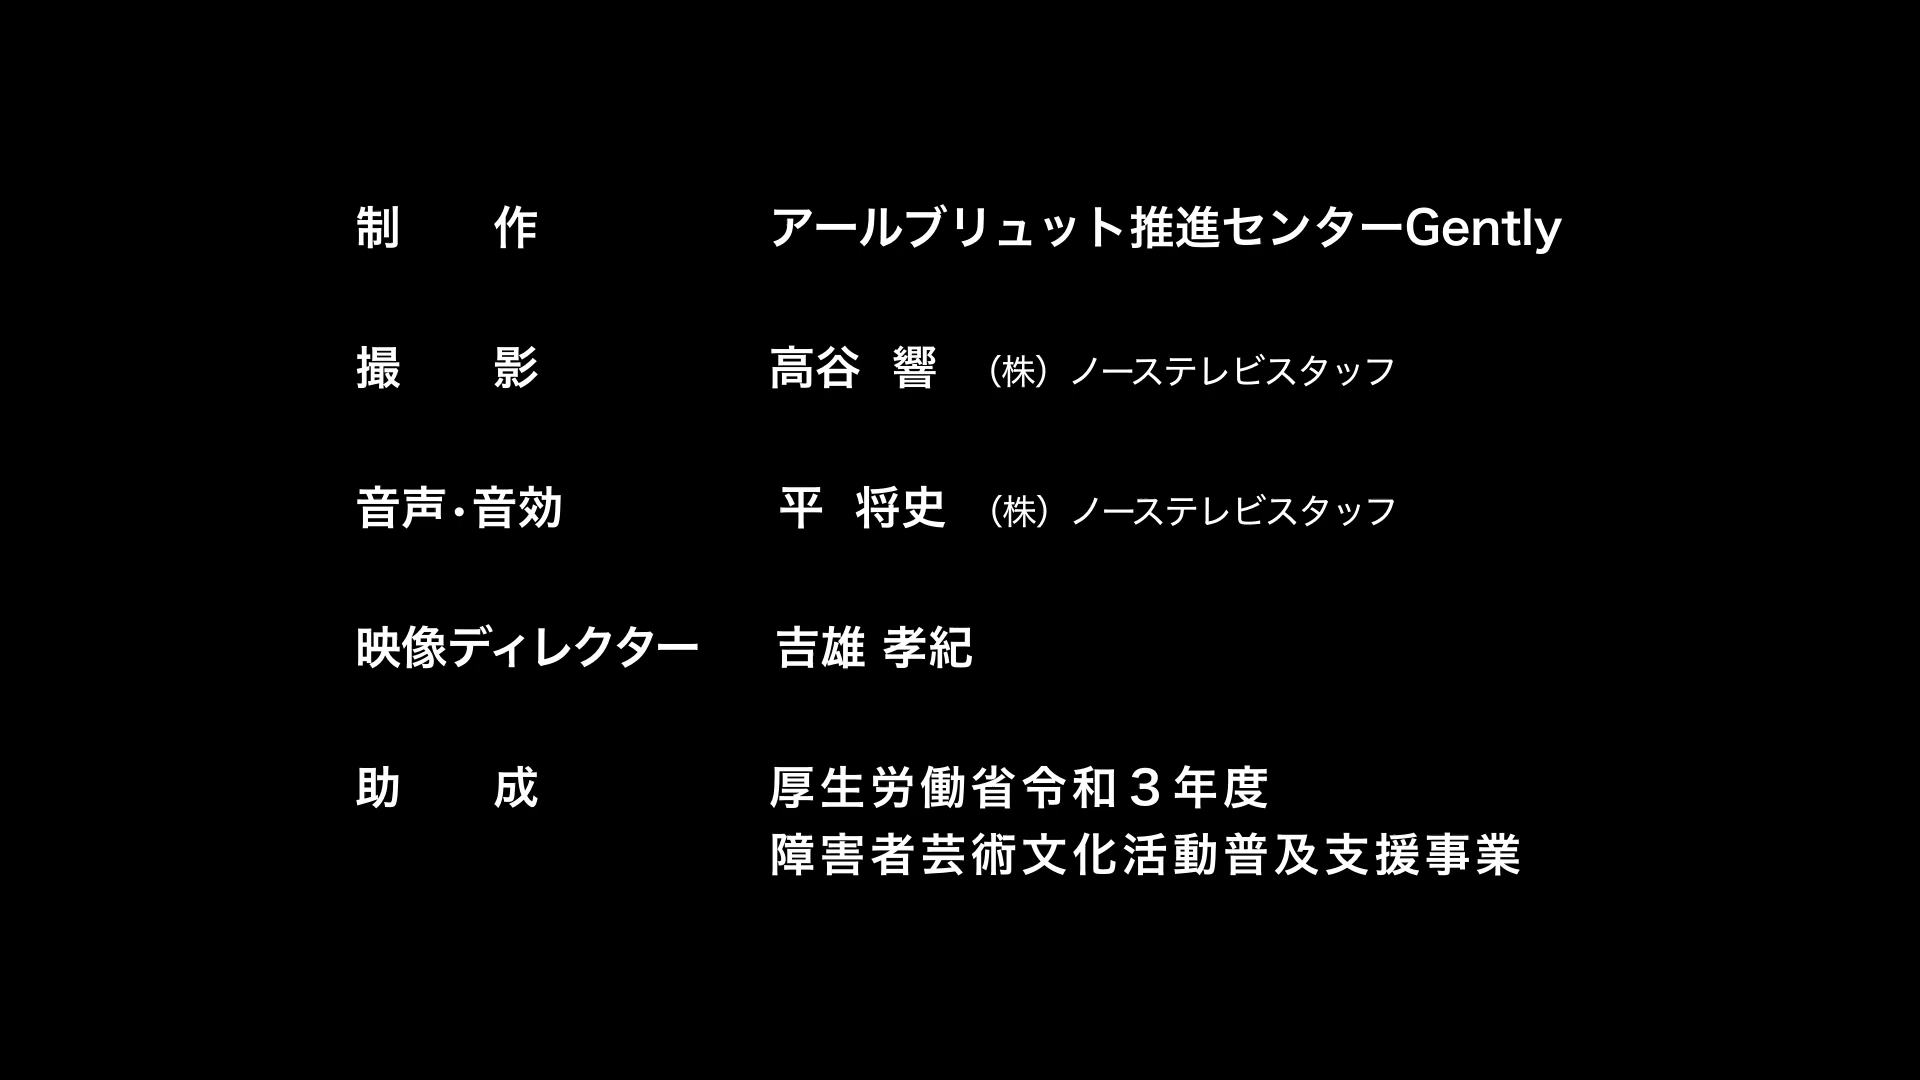 制　　作　　アールブリュット推進センターGently
撮　　影　　高谷 響 （株）ノーステレビスタッフ
音声・音効　　平 将史 （株）ノーステレビスタッフ
映像ディレクター　　吉雄 孝紀
助　　成　　厚生労働省令和３年度
障害者芸術文化活動普及支援事業